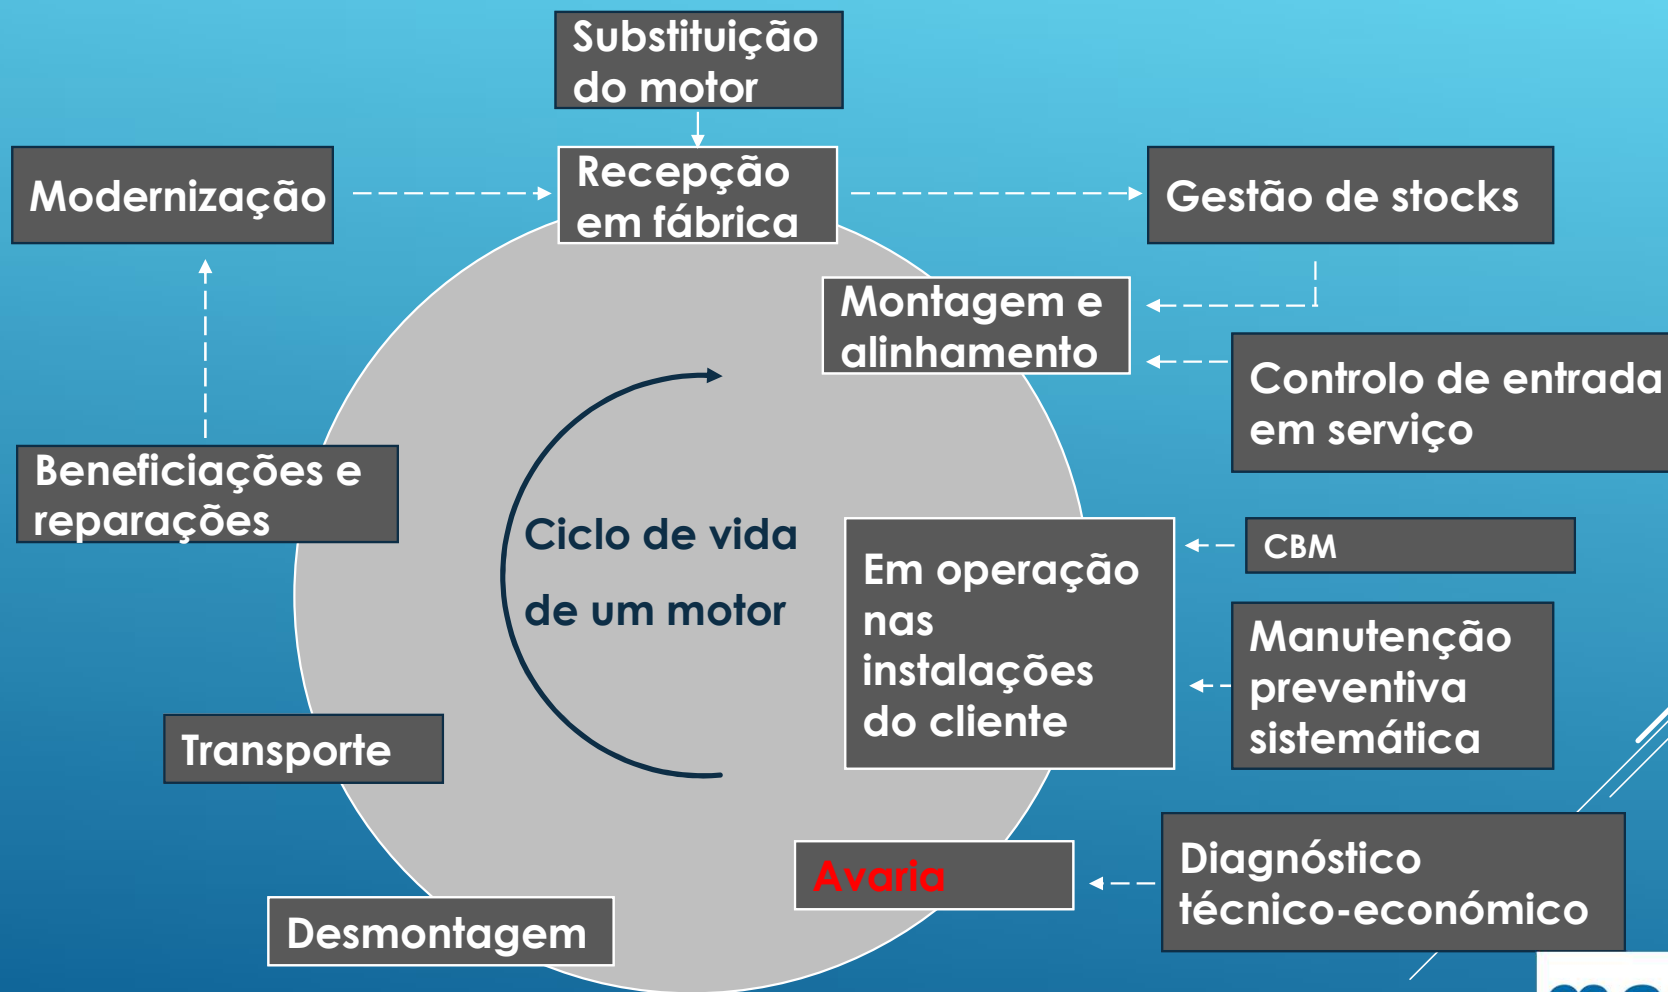 Substituição
do motor
Modernização
Recepção
em fábrica
Gestão de stocks
Montagem e
alinhamento
Controlo de entrada
em serviço
Beneficiações e
reparações
Ciclo de vida
de um motor
Em operação
nas
instalações
do cliente
CBM
Manutenção
preventiva
sistemática
Transporte
Avaria
Diagnóstico
técnico-económico
Desmontagem